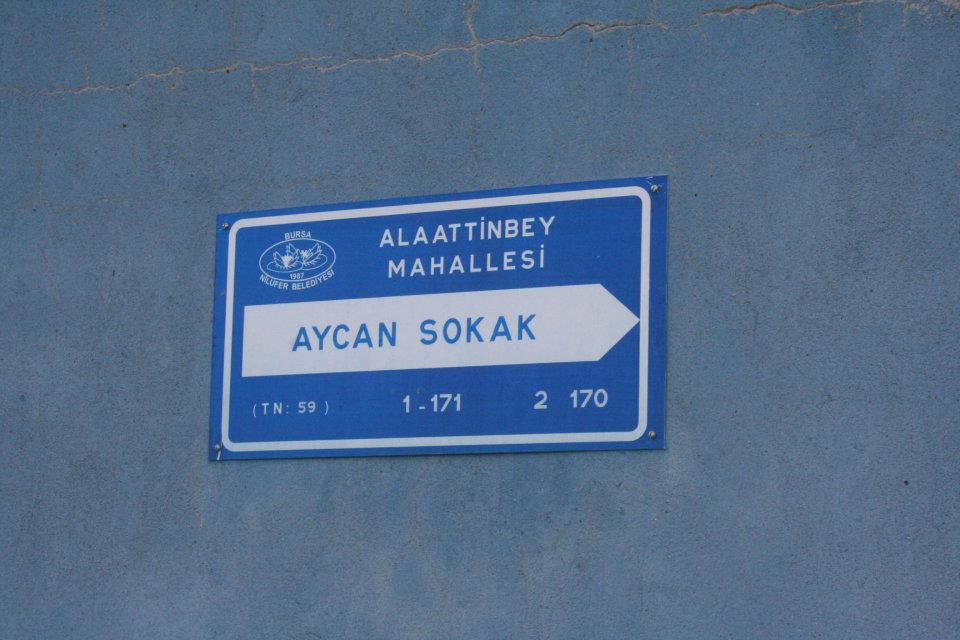 BURSA
1987
NİLÜFER BELEDİYESİ
ALAATTİNBEY
MAHALLESİ
AYCAN SOKAK
(TN: 59 )
1-171
2 170